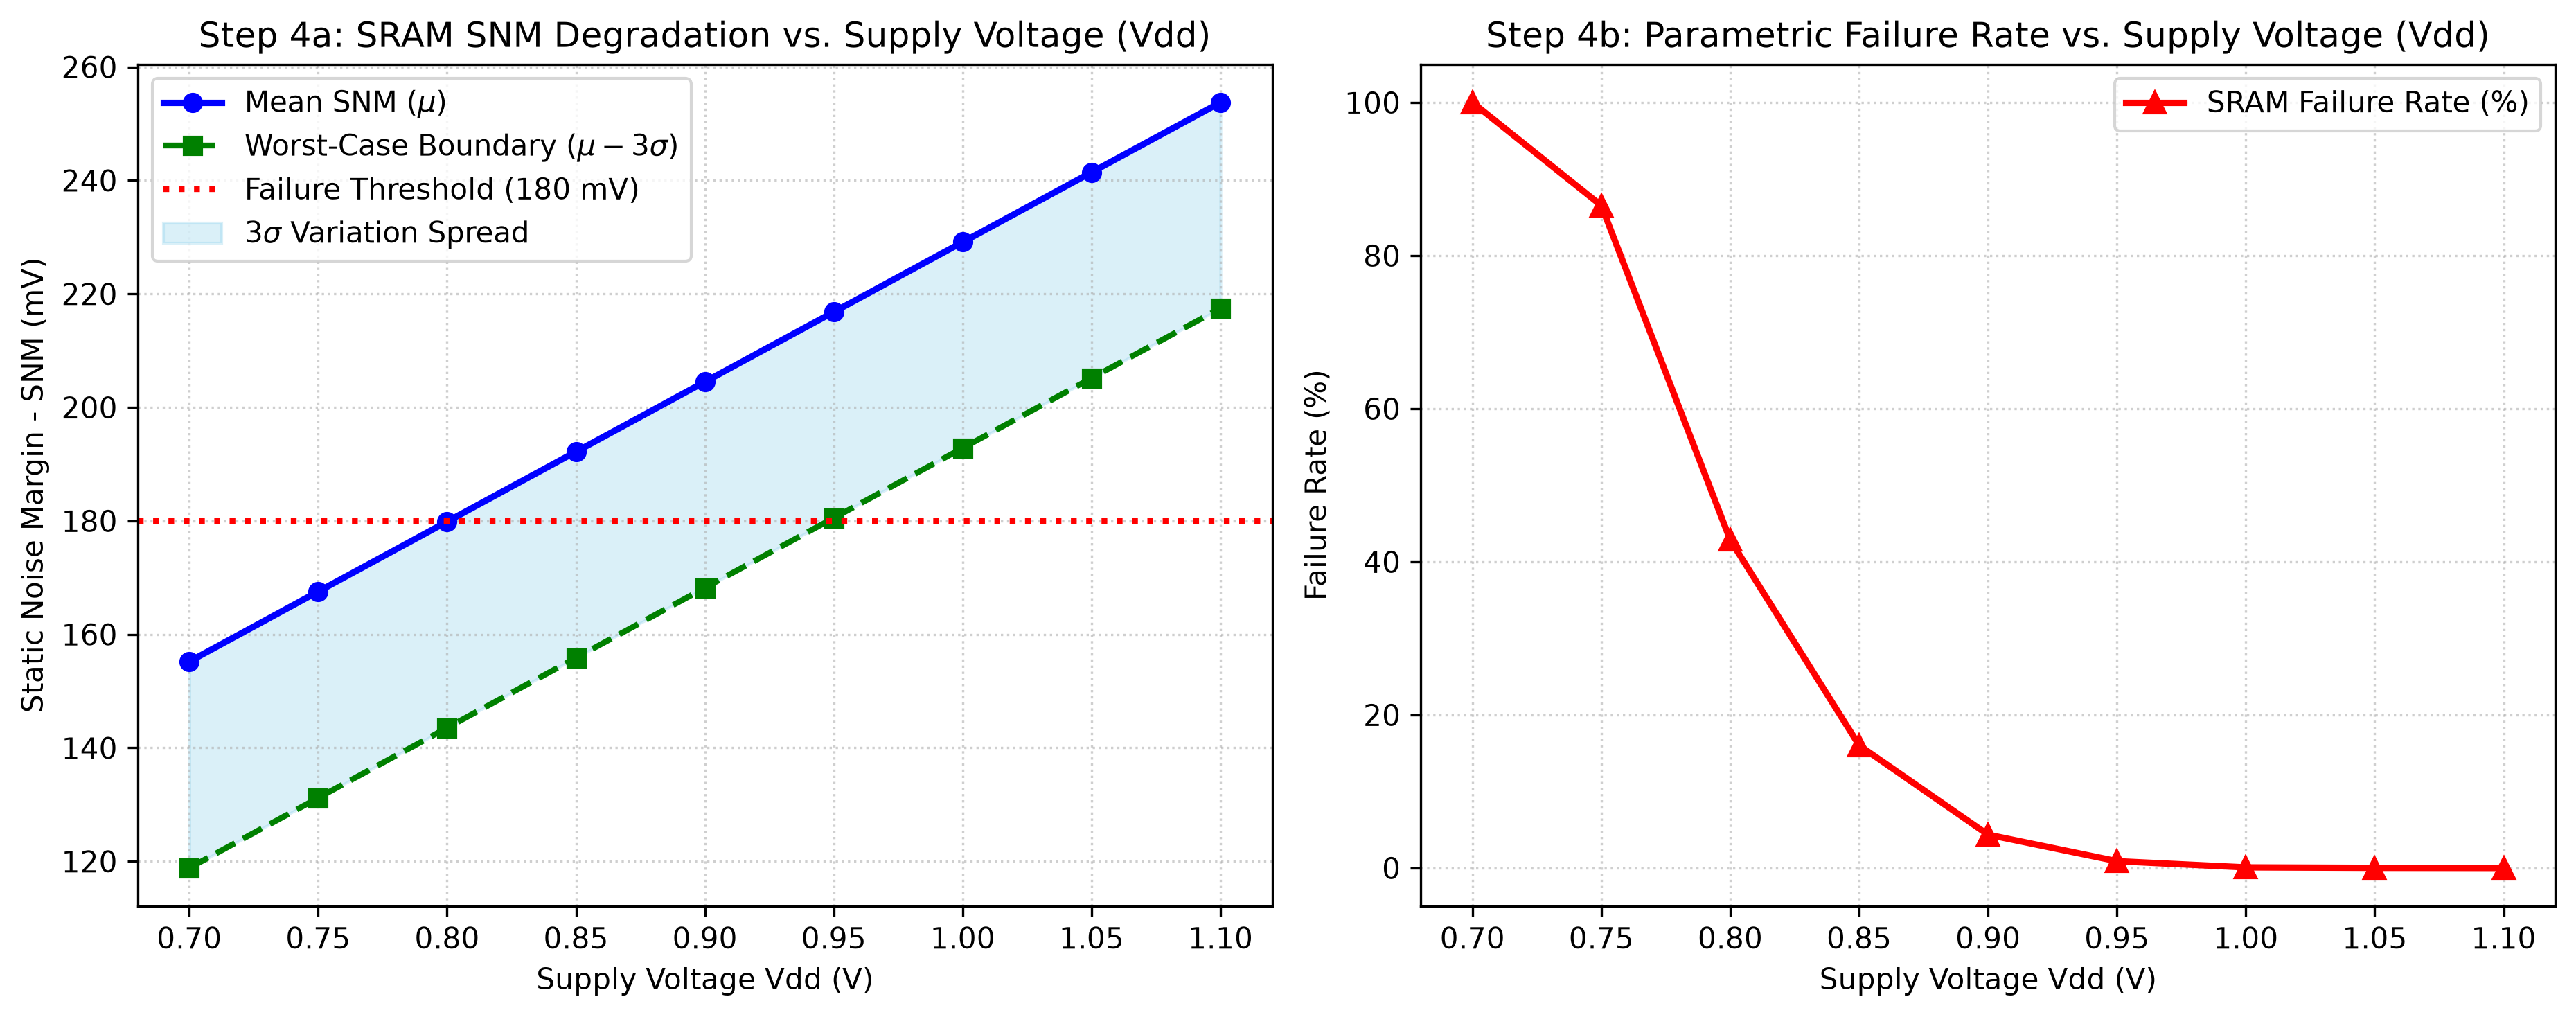 Step 4a: SRAM SNM Degradation vs. Supply Voltage (Vdd)
260
240
220
200
180
160
140
120
Static Noise Margin - SNM (mV)
Mean SNM (μ)
Worst-Case Boundary (μ − 3σ)
Failure Threshold (180 mV)
3σ Variation Spread
0.70 0.75 0.80 0.85 0.90 0.95 1.00 1.05 1.10
Supply Voltage Vdd (V)
Step 4b: Parametric Failure Rate vs. Supply Voltage (Vdd)
100
80
60
40
20
0
Failure Rate (%)
SRAM Failure Rate (%)
0.70 0.75 0.80 0.85 0.90 0.95 1.00 1.05 1.10
Supply Voltage Vdd (V)